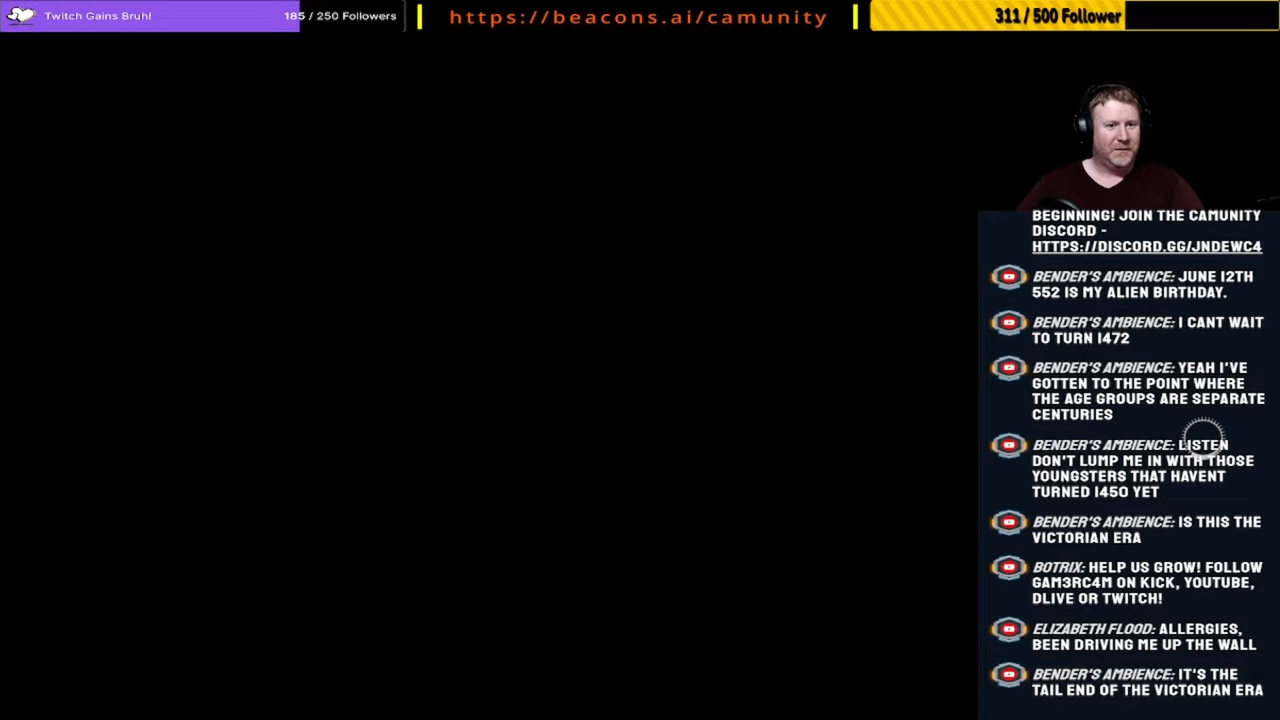 Twitch Gains Bruh! 185 / 250 Followers
https://beacons.ai/camunity
311 / 500 Follower
BEGINNING! JOIN THE CAMUNITY
DISCORD -
HTTPS://DISCORD.GG/JNDEWC4
BENDER'S AMBIENCE: JUNE 12TH
552 IS MY ALIEN BIRTHDAY.
BENDER'S AMBIENCE: I CANT WAIT
TO TURN 1472
BENDER'S AMBIENCE: YEAH I'VE
GOTTEN TO THE POINT WHERE
THE AGE GROUPS ARE SEPARATE
CENTURIES
BENDER'S AMBIENCE: LISTEN
DON'T LUMP ME IN WITH THOSE
YOUNGSTERS THAT HAVENT
TURNED 1450 YET
BENDER'S AMBIENCE: IS THIS THE
VICTORIAN ERA
BOTRIX: HELP US GROW! FOLLOW
GAM3RC4M ON KICK, YOUTUBE,
DLIVE OR TWITCH!
ELIZABETH FLOOD: ALLERGIES,
BEEN DRIVING ME UP THE WALL
BENDER'S AMBIENCE: IT'S THE
TAIL END OF THE VICTORIAN ERA